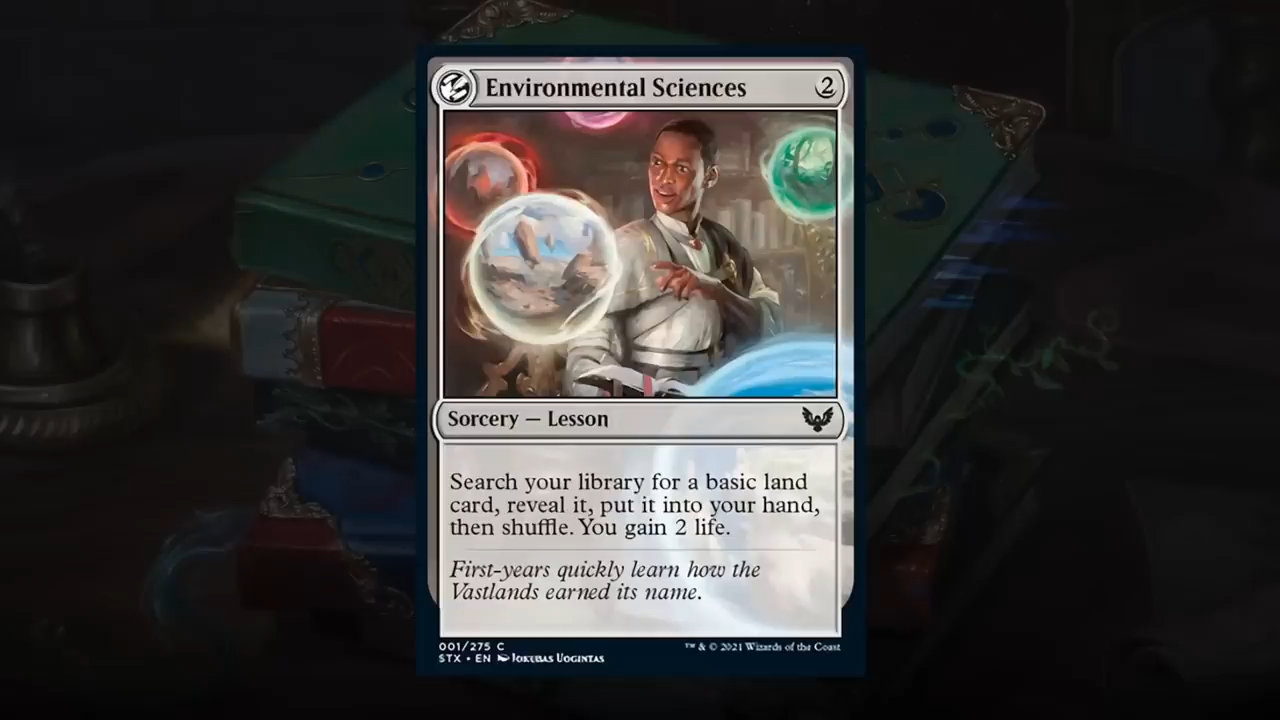 Environmental Sciences 2
Sorcery — Lesson
Search your library for a basic land
card, reveal it, put it into your hand,
then shuffle. You gain 2 life.
First-years quickly learn how the
Vastlands earned its name.
001/275 C
STX • EN Jokubas Uogintas
™ & © 2021 Wizards of the Coast